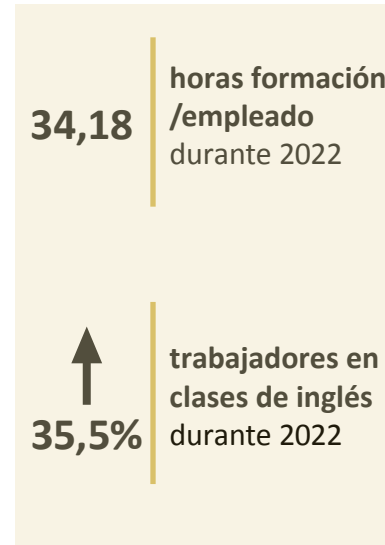 34,18
horas formación
/empleado
durante 2022
35,5%
trabajadores en
clases de inglés
durante 2022